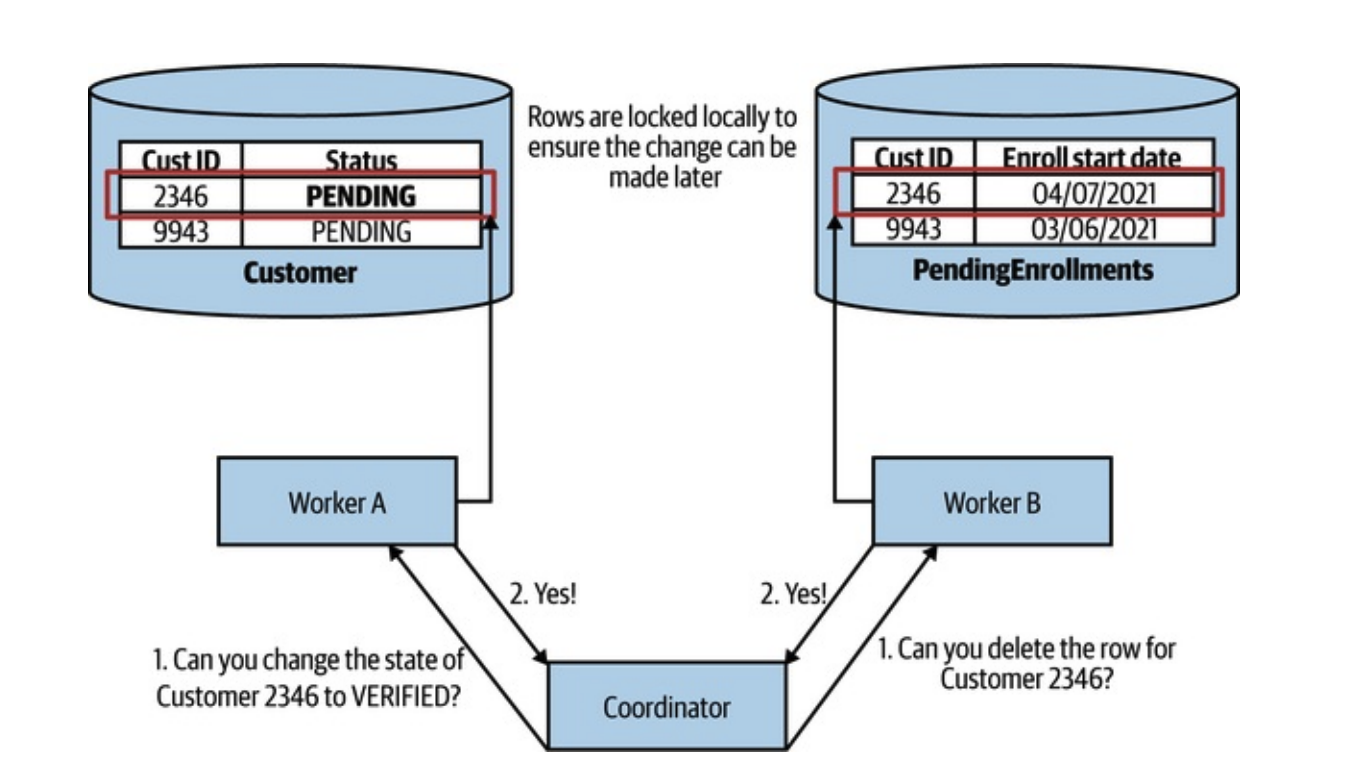 Rows are locked locally to
ensure the change can be
made later
Cust ID Status
2346 PENDING
9943 PENDING
Customer
Cust ID Enroll start date
2346 04/07/2021
9943 03/06/2021
PendingEnrollments
Worker A
Worker B
2. Yes!
2. Yes!
1. Can you change the state of
Customer 2346 to VERIFIED?
1. Can you delete the row for
Customer 2346?
Coordinator